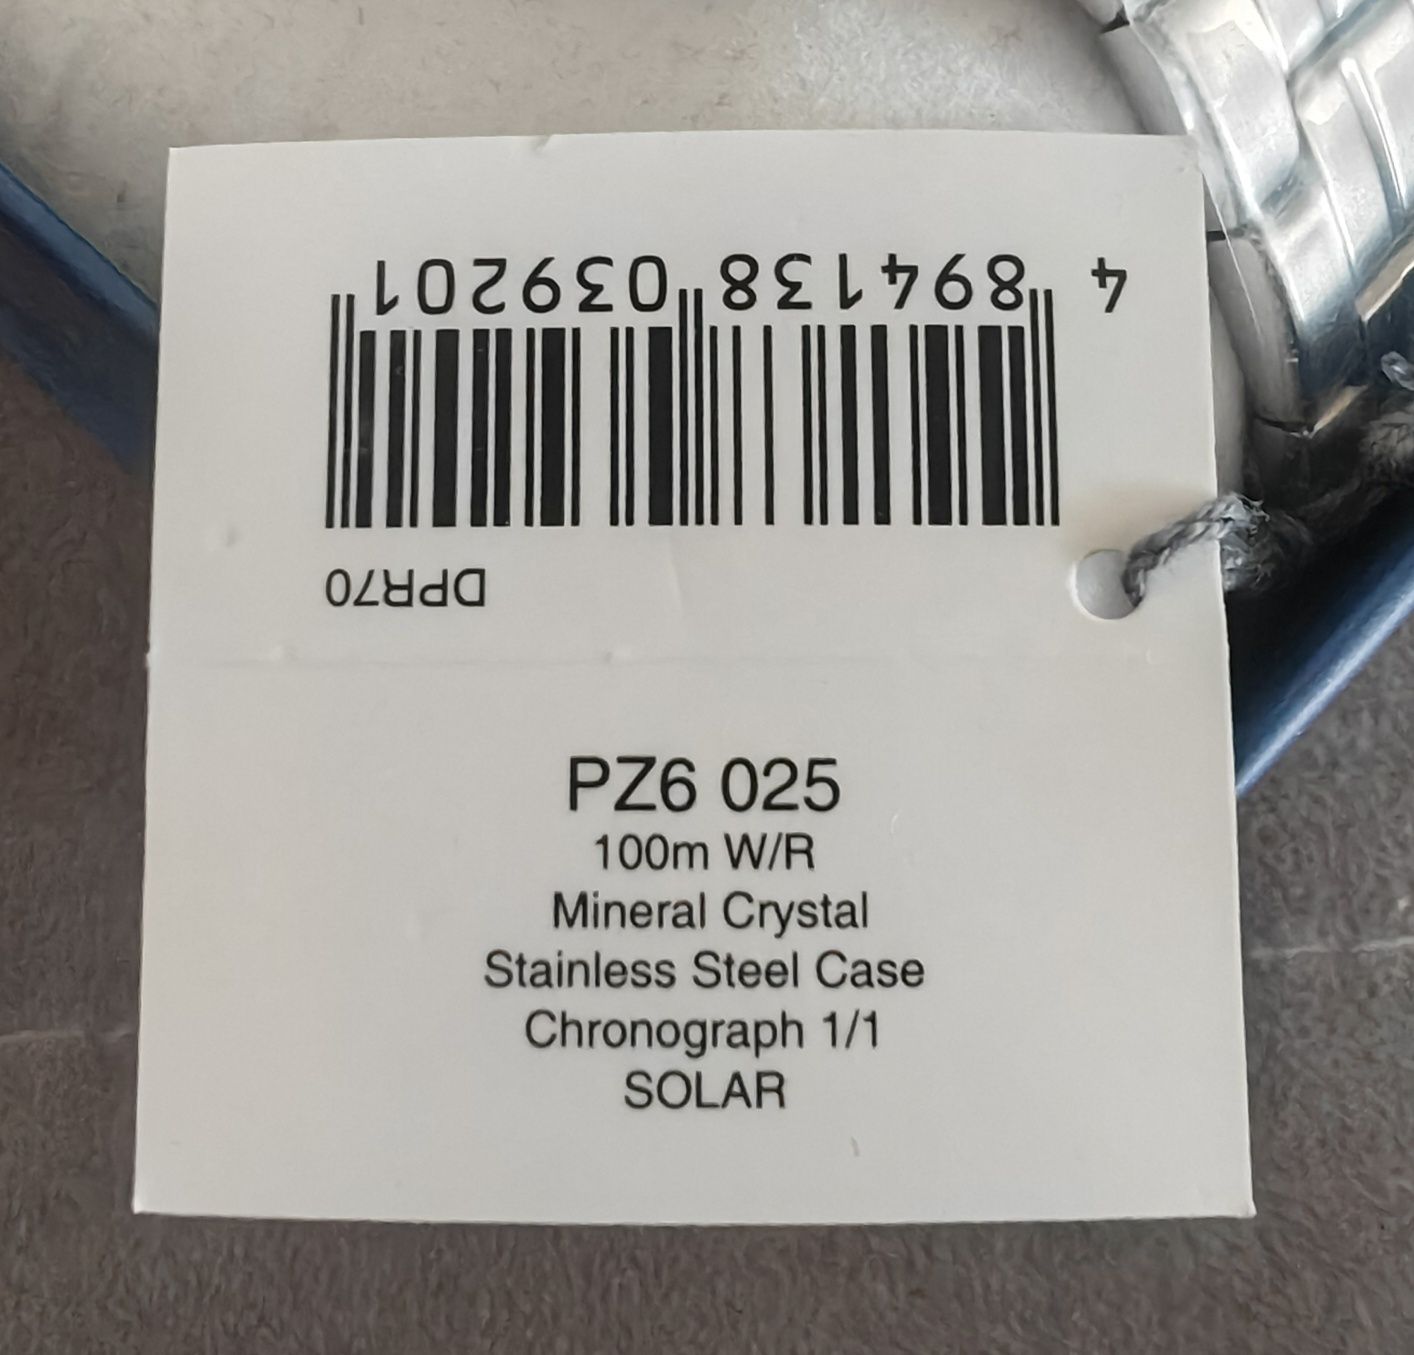 4 894138 039201
DPR70
PZ6 025
100m W/R
Mineral Crystal
Stainless Steel Case
Chronograph 1/1
SOLAR